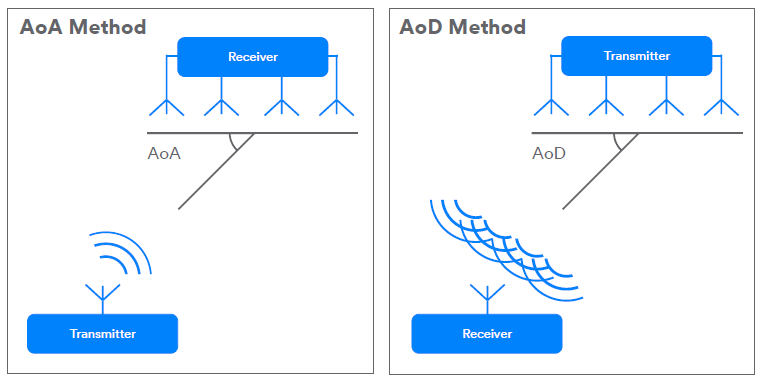 AoA Method
Receiver
AoA
Transmitter
AoD Method
Transmitter
AoD
Receiver